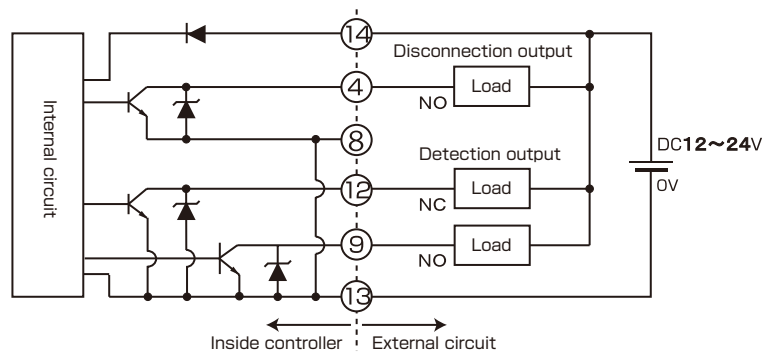 Internal circuit
⑭
Disconnection output
④
NO
Load
⑧
DC12～24V
0V
Detection output
⑫
NC
Load
⑨
NO
Load
⑬
Inside controller
External circuit